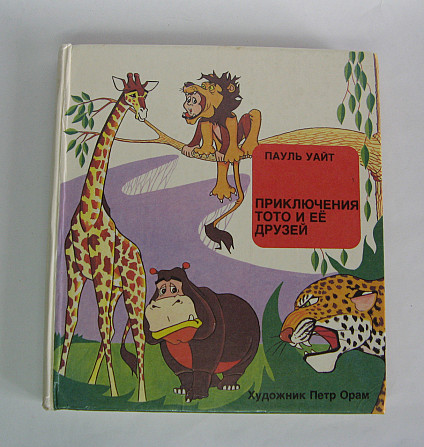 ПАУЛЬ УАЙТ
ПРИКЛЮЧЕНИЯ
ТОТО И ЕЁ
ДРУЗЕЙ
Художник Петр Орам